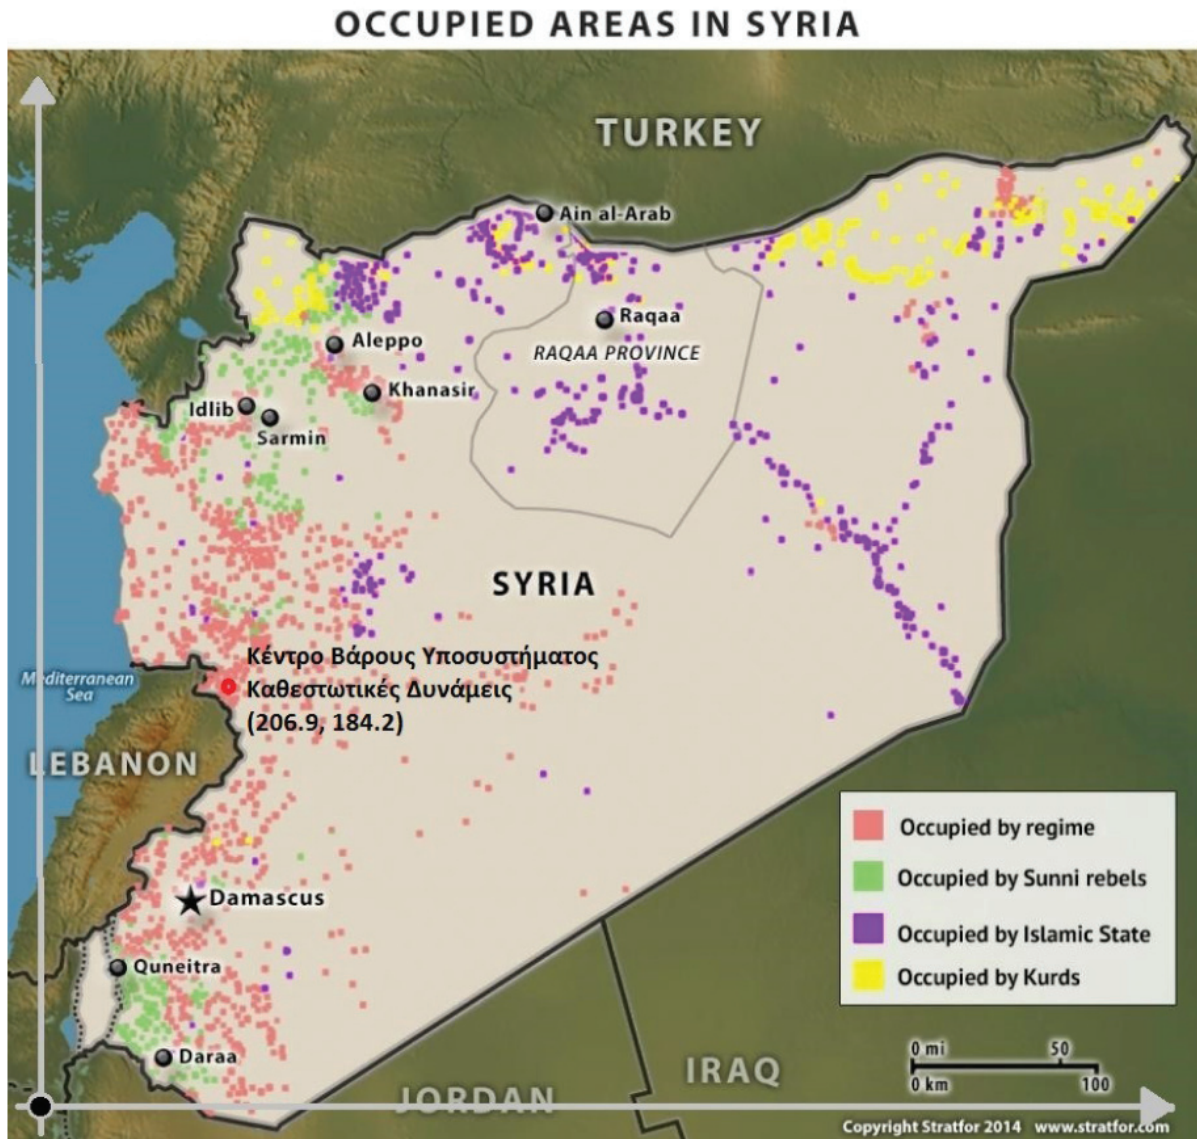 OCCUPIED AREAS IN SYRIA
TURKEY
Ain al-Arab
Raqaa
RAQAA PROVINCE
Aleppo
Khanasir
Idlib
Sarmin
SYRIA
Κέντρο Βάρους Υποσυστήματος
Καθεστωτικές Δυνάμεις
(206.9, 184.2)
Mediterranean
Sea
LEBANON
Occupied by regime
Occupied by Sunni rebels
Occupied by Islamic State
Occupied by Kurds
Damascus
Quneitra
Daraa
JORDAN
IRAQ
0 mi 50
0 km 100
Copyright Stratfor 2014 www.stratfor.com